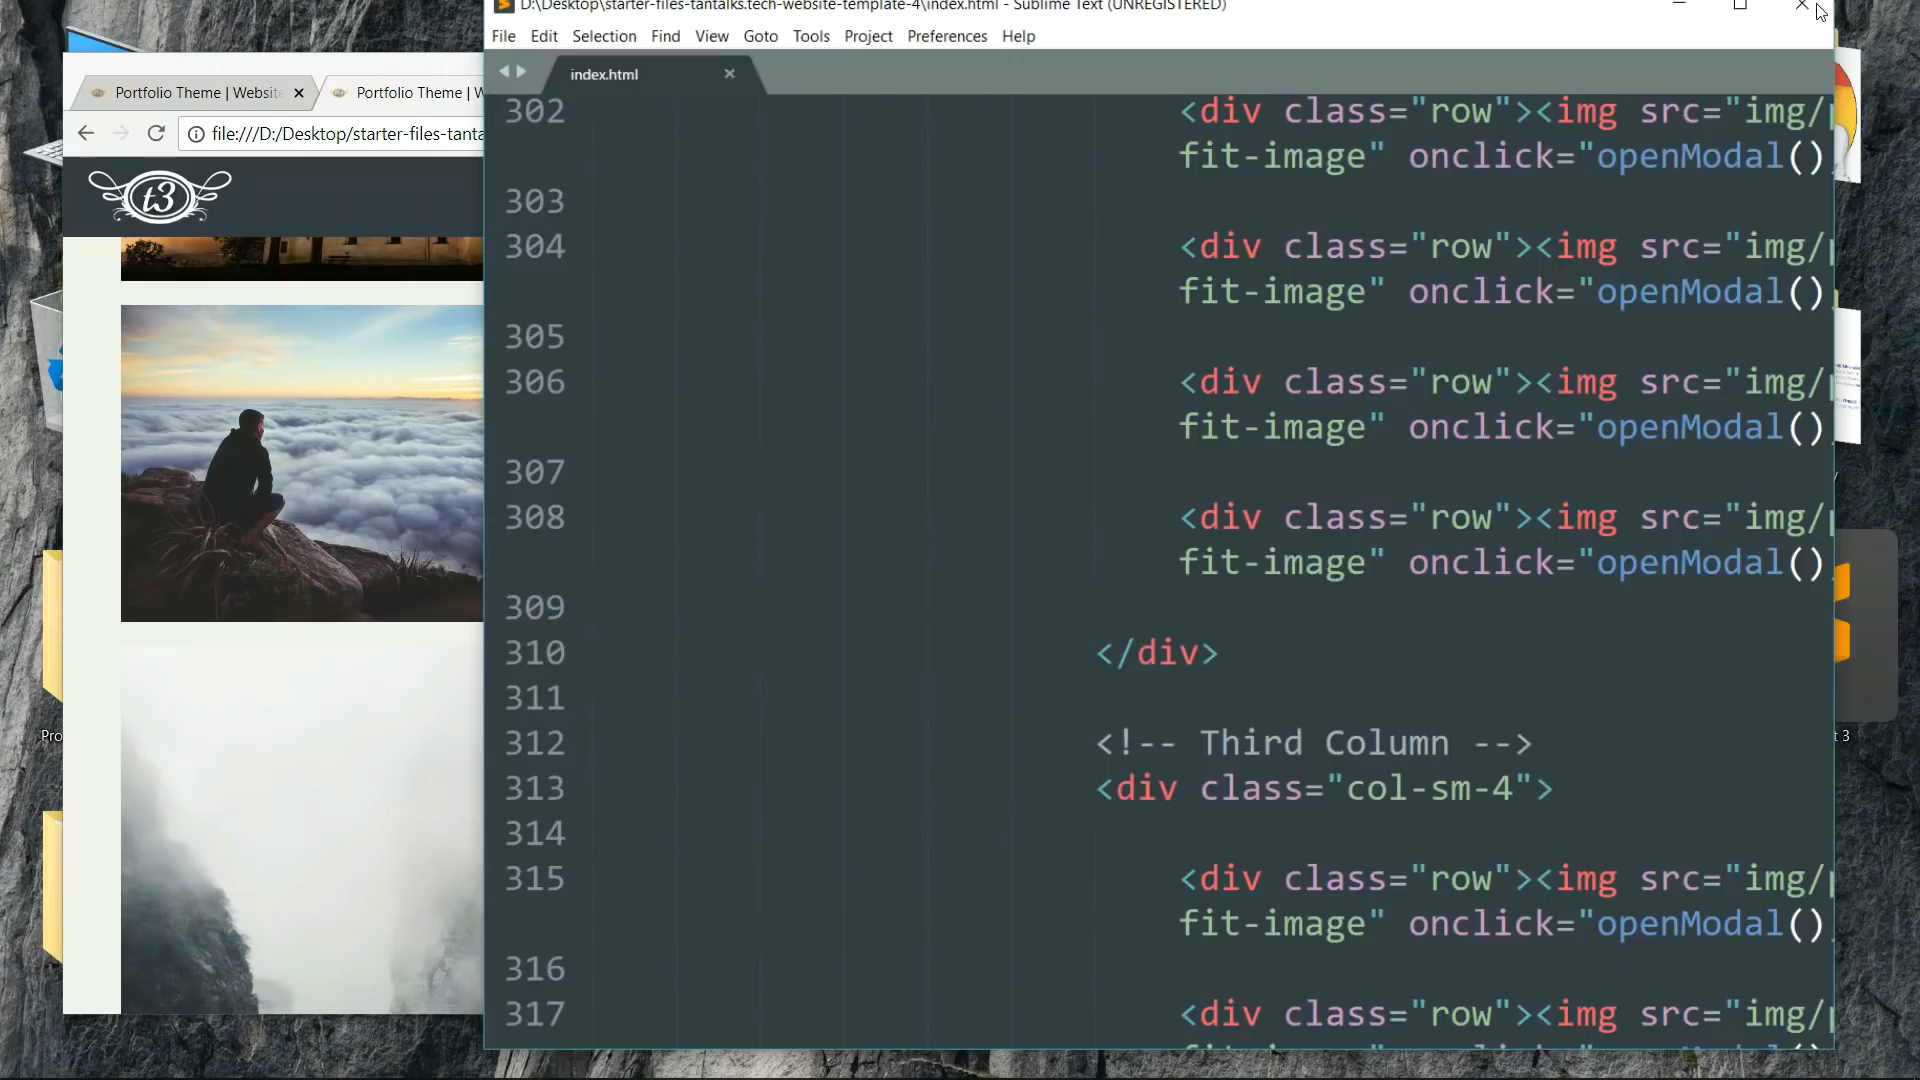 D:\Desktop\starter-files-tantalks.tech-website-template-4\index.html - Sublime Text (UNREGISTERED)
File Edit Selection Find View Goto Tools Project Preferences Help
index.html
Portfolio Theme | Website
Portfolio Theme | W
file:///D:/Desktop/starter-files-tanta
t3
302 <div class="row"><img src="img/
fit-image" onclick="openModal()
303
304 <div class="row"><img src="img/
fit-image" onclick="openModal()
305
306 <div class="row"><img src="img/
fit-image" onclick="openModal()
307
308 <div class="row"><img src="img/
fit-image" onclick="openModal()
309
310 </div>
311
312 <!-- Third Column -->
313 <div class="col-sm-4">
314
315 <div class="row"><img src="img/
fit-image" onclick="openModal()
316
317 <div class="row"><img src="img/
Pro
t 3